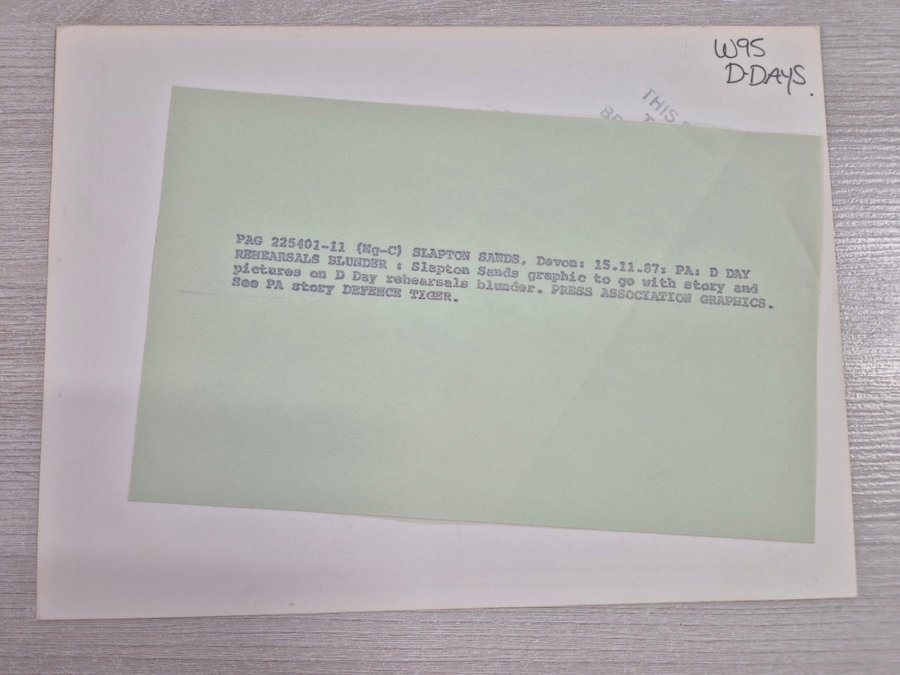 W95
D-DAYS.
THIS
PAG 225401-11 (Ng-C) SLAPTON SANDS, Devon: 15.11.87: PA: D DAY
REHEARSALS BLUNDER : Slapton Sands graphic to go with story and
pictures on D Day rehearsals blunder. PRESS ASSOCIATION GRAPHICS.
See PA story DEFENCE TIGER.